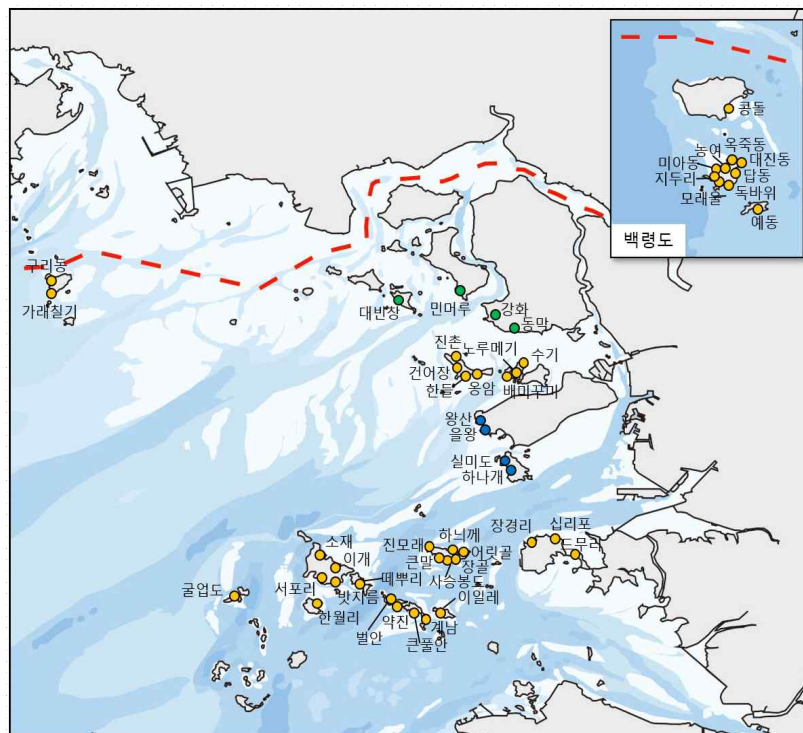 콩돌
옥죽동
농여
대진동
미아동
답동
지두리
독바위
모래울
예동
백령도
구리동
가래칠기
대빈창
민머루
강화
동막
진촌
노루메기
수기
건어장
한들
옹암
배미꾸미
왕산
을왕
실미도
하나개
장경리
십리포
드무리
소재
이개
진모래
하늬깨
어릿골
큰말
장골
사승봉도
굴업도
서포리
밧지름
떼뿌리
이일레
한월리
벌안
약진
큰풀안
계남